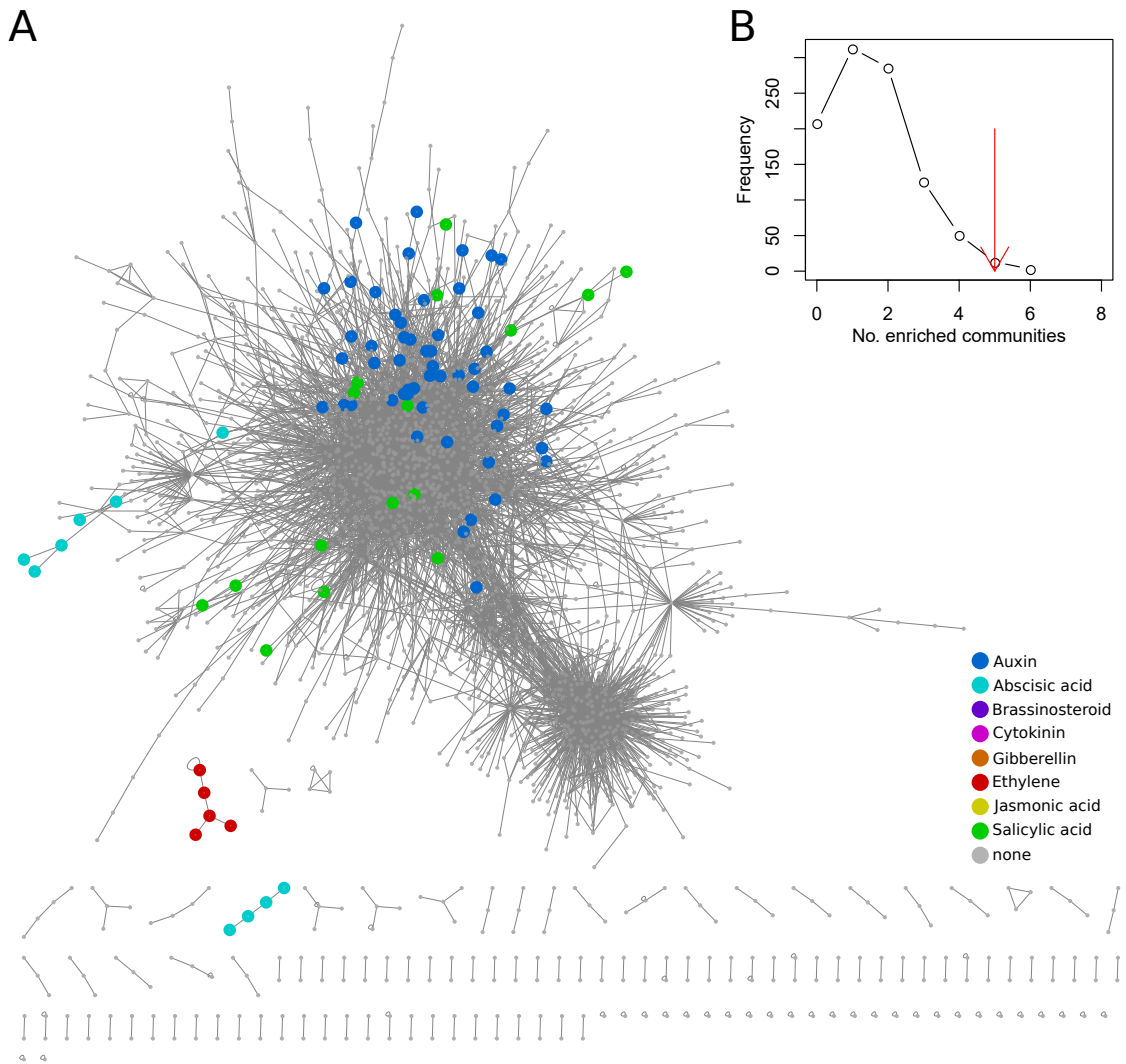 A
B
250
150
50
0
Frequency
0 2 4 6 8
No. enriched communities
Auxin
Abscisic acid
Brassinosteroid
Cytokinin
Gibberellin
Ethylene
Jasmonic acid
Salicylic acid
none